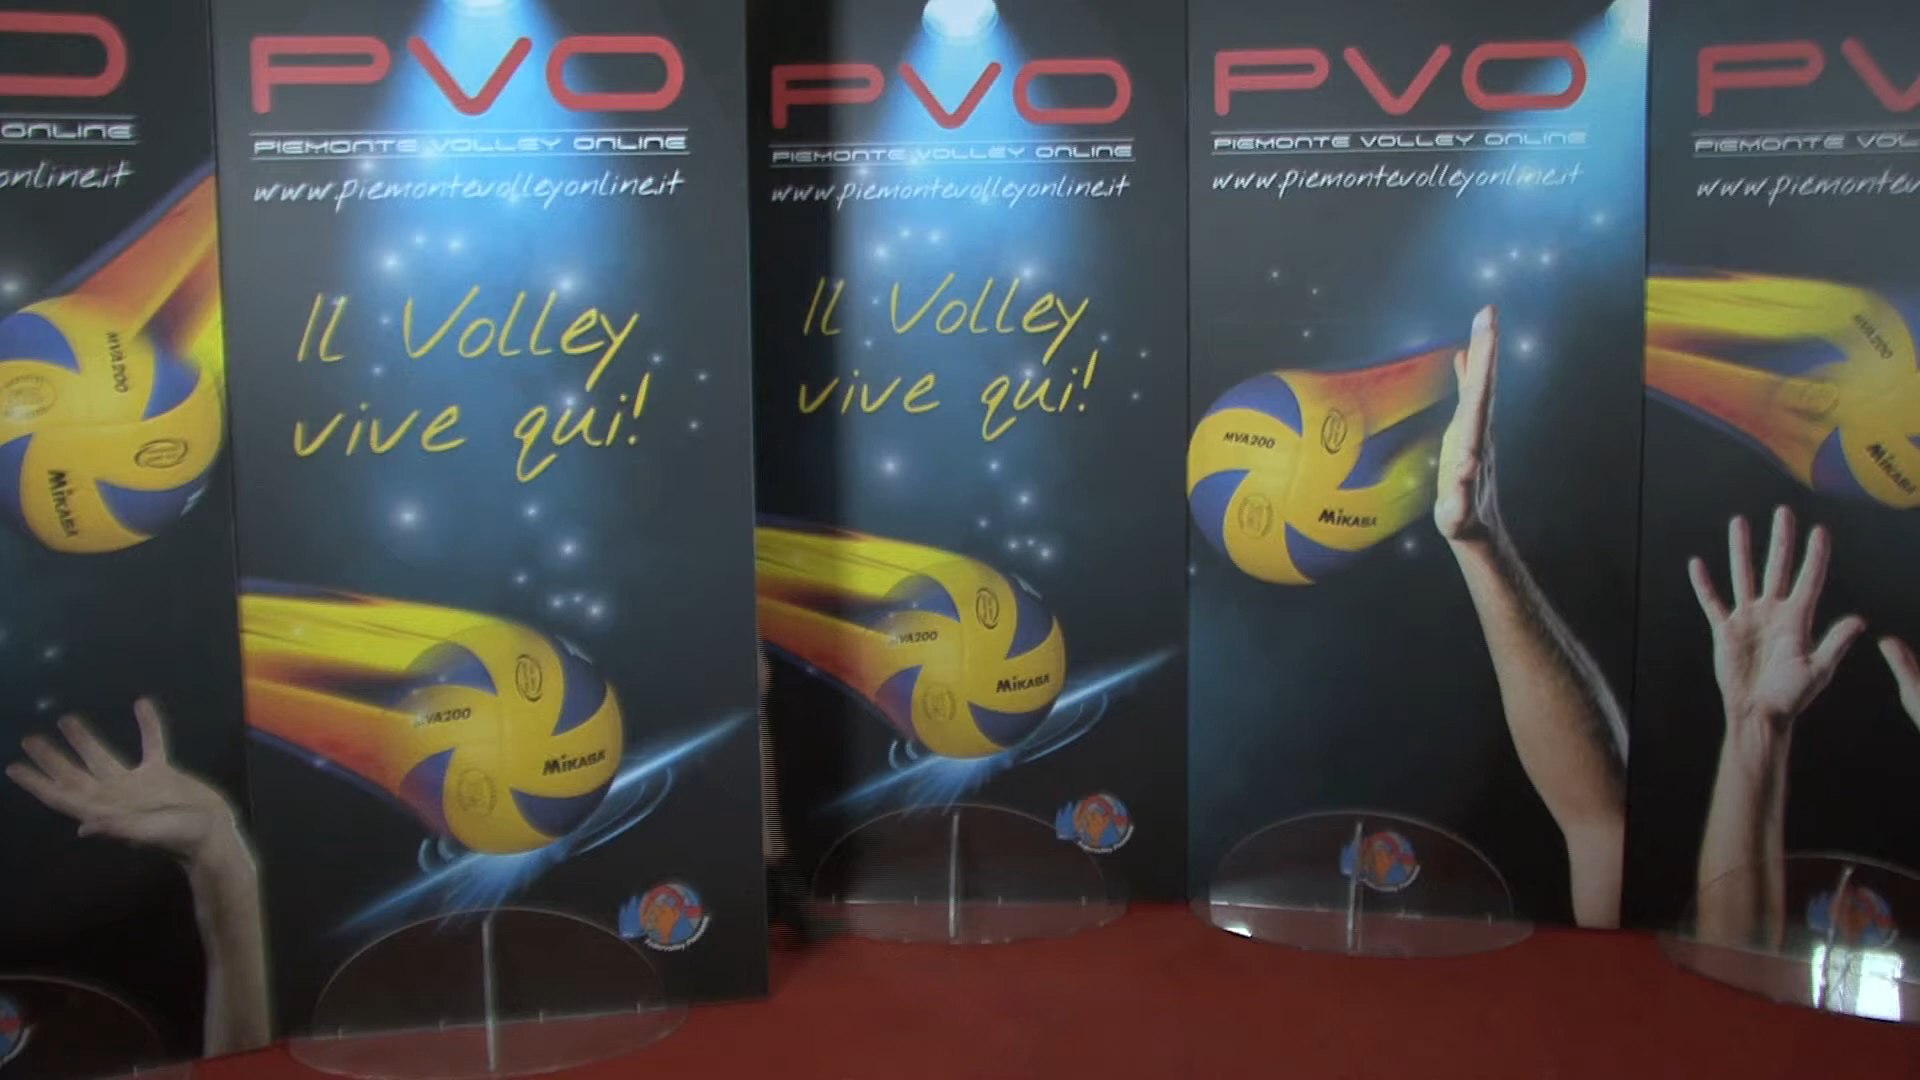 ONLINE
online.it
MVA200
MIKASA
PVO
PIEMONTE VOLLEY ONLINE
www.piemontevolleyonline.it
Il Volley
vive qui!
MVA200
MIKASA
PVO
PIEMONTE VOLLEY ONLINE
www.piemontevolleyonline.it
Il Volley
vive qui!
MVA200
MIKASA
PVO
PIEMONTE VOLLEY ONLINE
www.piemontevolleyonline.it
MVA200
MIKASA
PV
PIEMONTE VOL
www.piemontev
MVA200
MIKASA